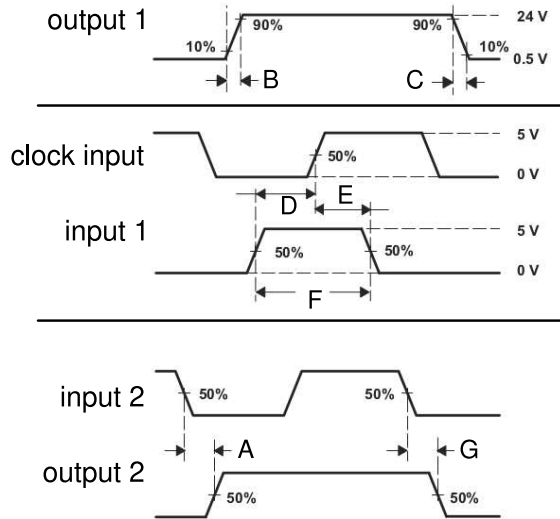 output 1
10%
90%
90%
10%
24 V
0.5 V
B
C
clock input
50%
5 V
0 V
D
E
input 1
50%
50%
5 V
0 V
F
input 2
50%
50%
A
G
output 2
50%
50%